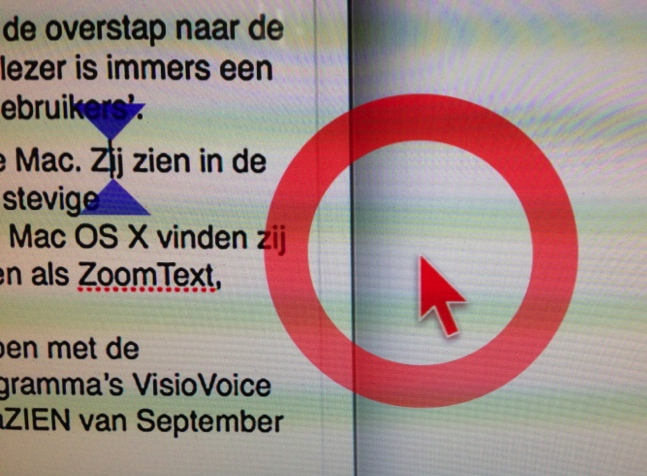 de overstap naar de
lezer is immers een
ebruikers'.
e Mac. Zij zien in de
stevige
Mac OS X vinden zij
en als ZoomText,
pen met de
gramma's VisioVoice
aZIEN van September